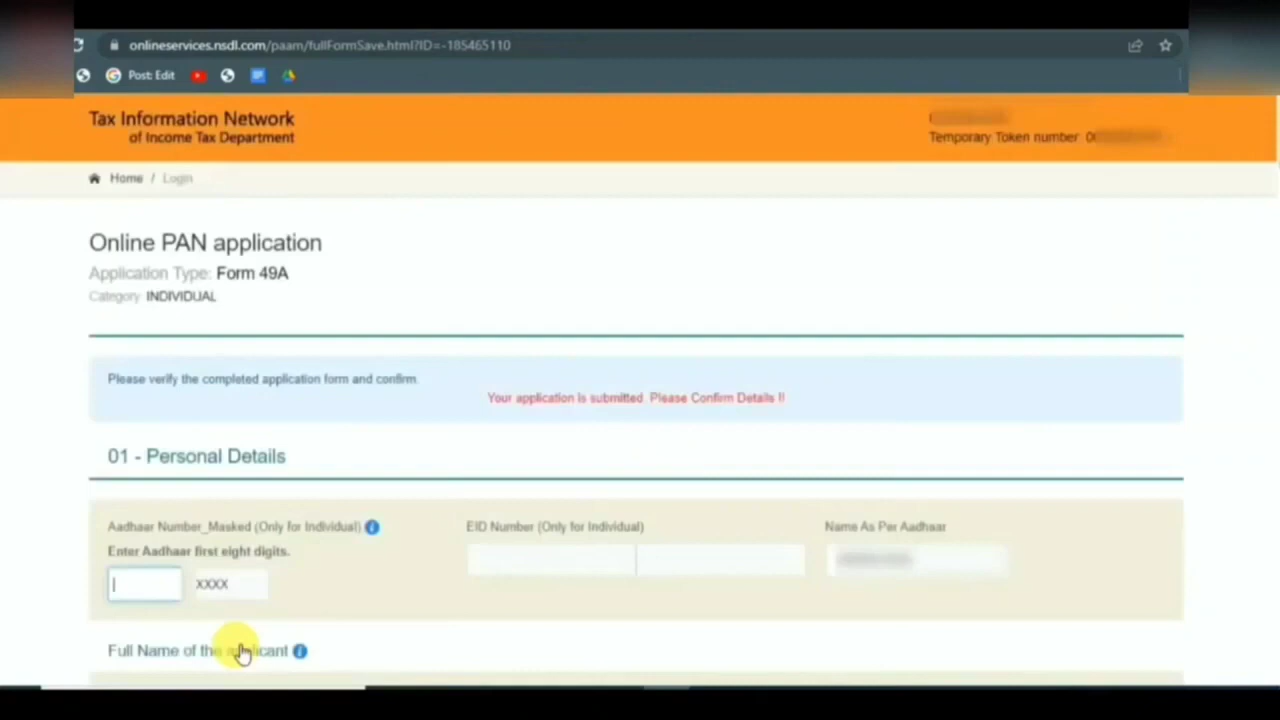 onlineservices.nsdl.com/paam/fullFormSave.html?ID=-185465110
Post: Edit
Tax Information Network
of Income Tax Department
Temporary Token number 0
Home / Login
Online PAN application
Application Type: Form 49A
Category: INDIVIDUAL
Please verify the completed application form and confirm.
Your application is submitted. Please Confirm Details !!
01 - Personal Details
Aadhaar Number_Masked (Only for Individual)
EID Number (Only for Individual)
Name As Per Aadhaar
Enter Aadhaar first eight digits.
XXXX
Full Name of the applicant